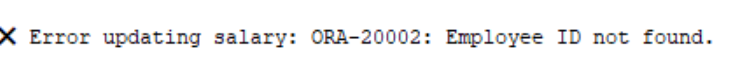 ❌ Error updating salary: ORA-20002: Employee ID not found.